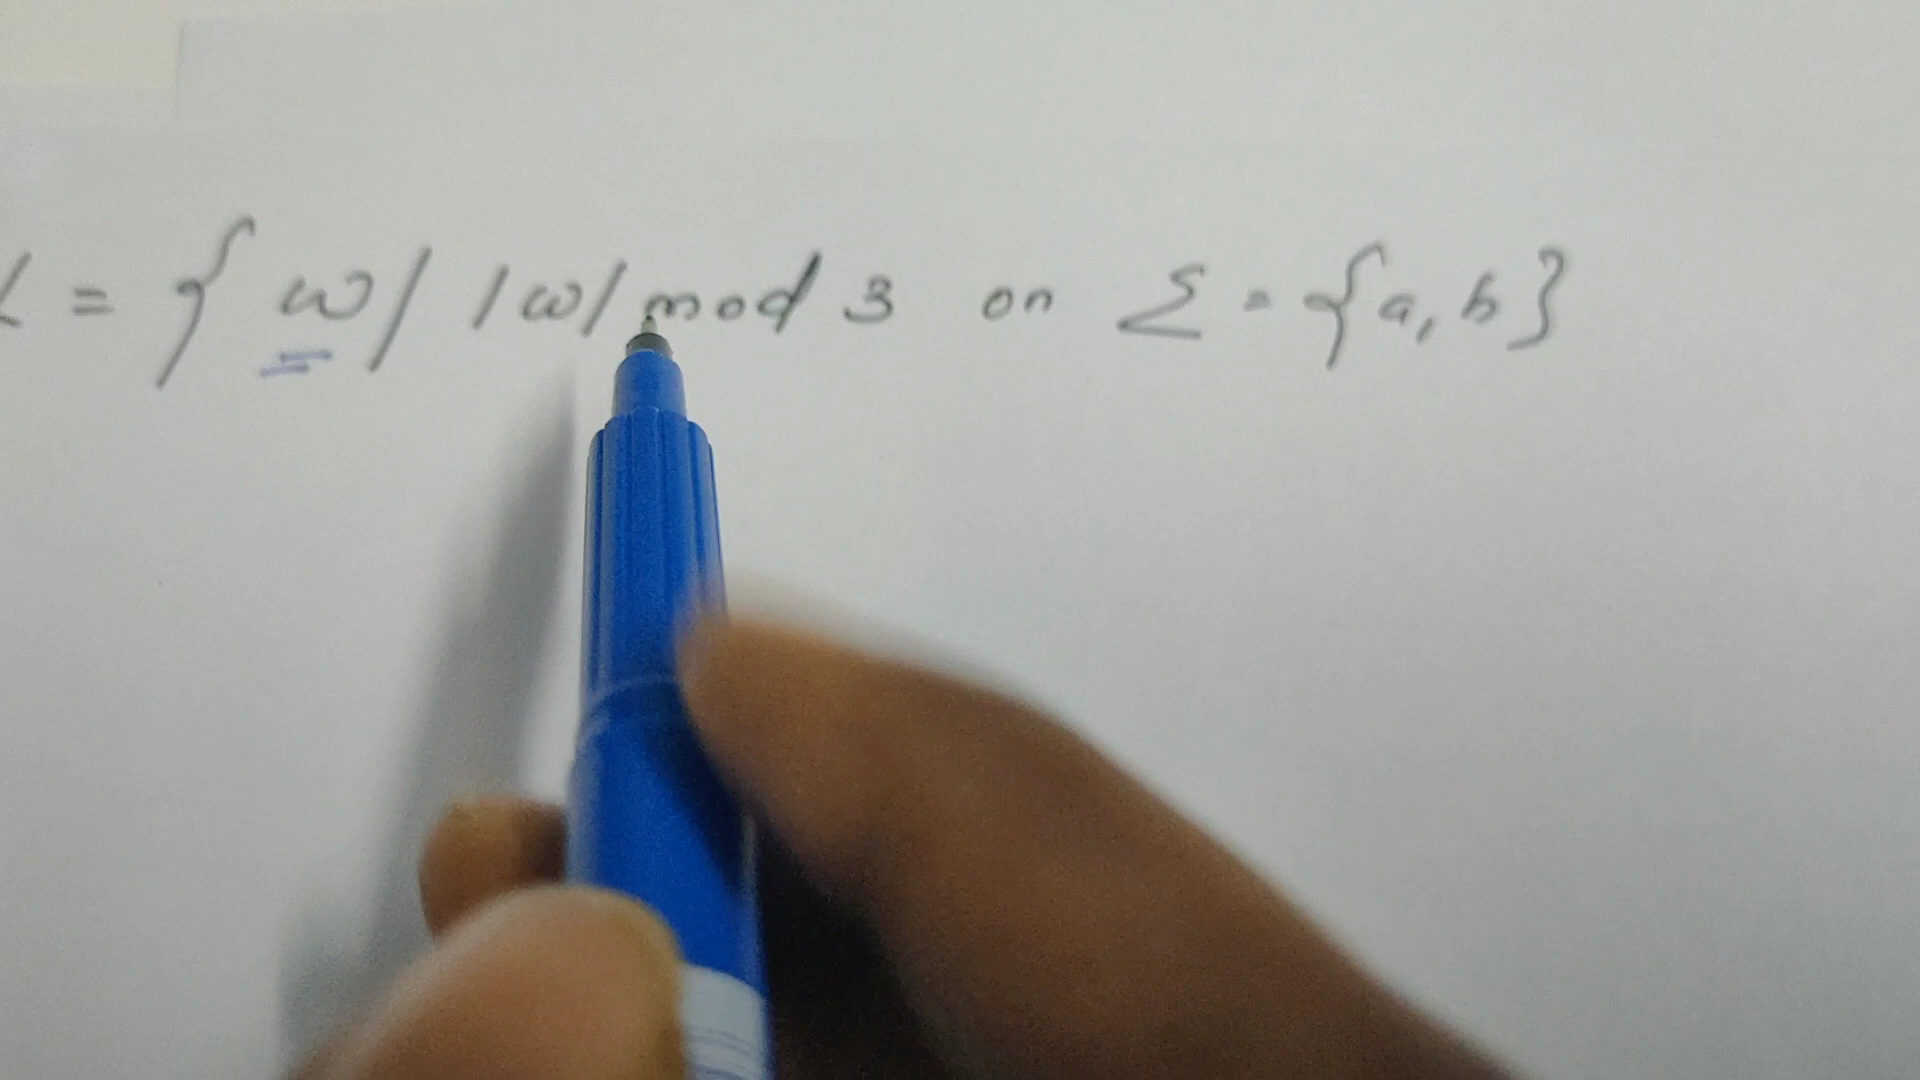 L = { w / |w| mod 3 on Σ = {a, b}